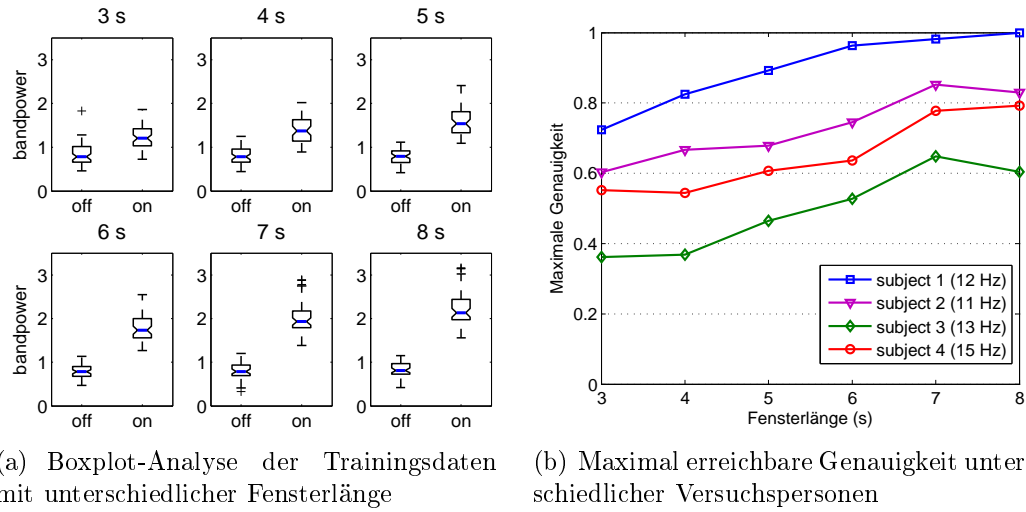 3 s 4 s 5 s
bandpower
3
2
1
0
off on
3
2
1
0
off on
3
2
1
0
off on
6 s 7 s 8 s
bandpower
3
2
1
0
off on
3
2
1
0
off on
3
2
1
0
off on
(a) Boxplot-Analyse der Trainingsdaten
mit unterschiedlicher Fensterlänge
Maximale Genauigkeit
1
0.8
0.6
0.4
0.2
0
subject 1 (12 Hz)
subject 2 (11 Hz)
subject 3 (13 Hz)
subject 4 (15 Hz)
3 4 5 6 7 8
Fensterlänge (s)
(b) Maximal erreichbare Genauigkeit unter
schiedlicher Versuchspersonen